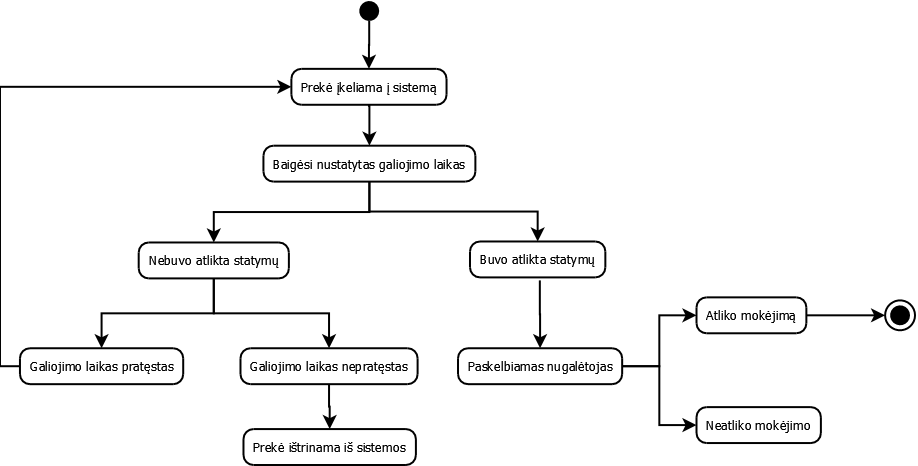 Prekė įkeliama į sistemą
Baigėsi nustatytas galiojimo laikas
Nebuvo atlikta statymų
Buvo atlikta statymų
Atliko mokėjimą
Galiojimo laikas pratęstas
Galiojimo laikas nepratęstas
Paskelbiamas nugalėtojas
Neatliko mokėjimo
Prekė ištrinama iš sistemos